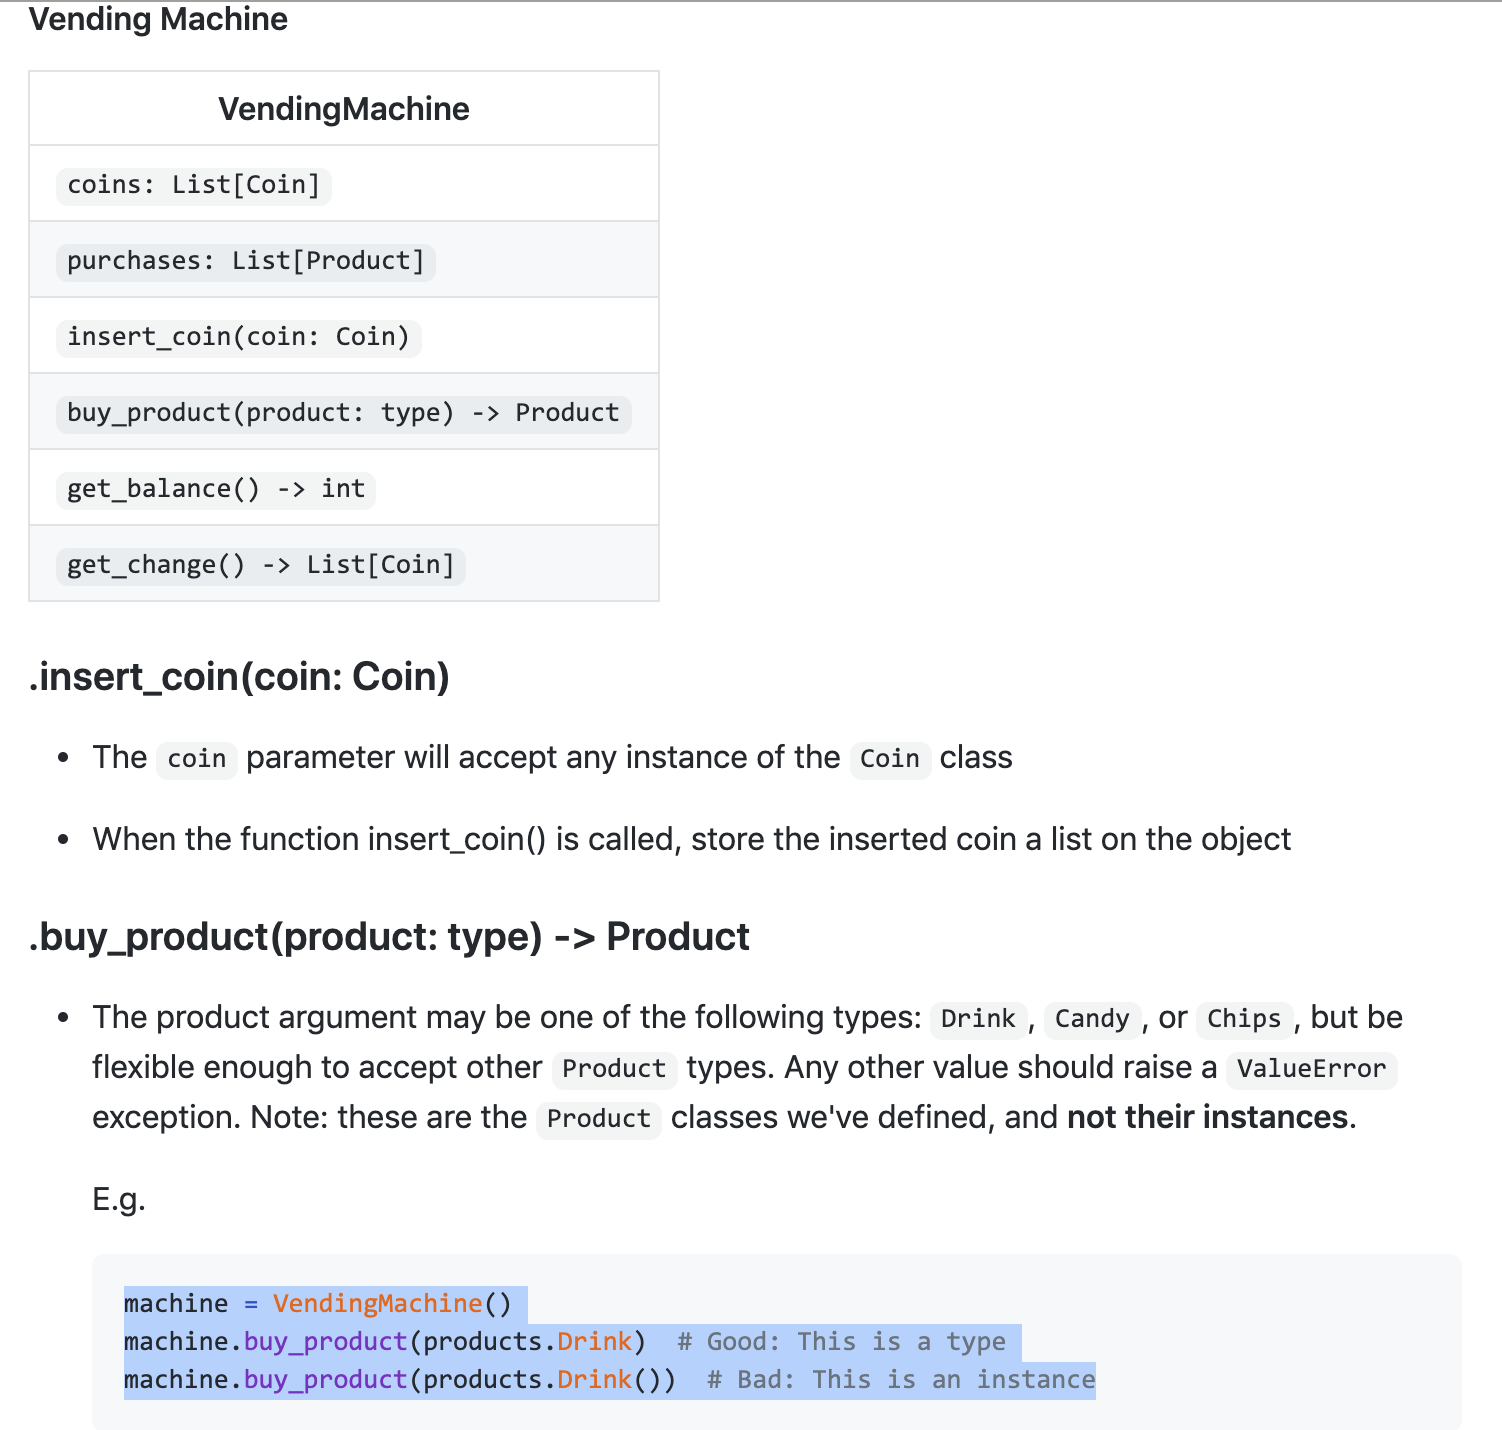 Vending Machine
VendingMachine
coins: List[Coin]
purchases: List[Product]
insert_coin(coin: Coin)
buy_product(product: type) -> Product
get_balance() -> int
get_change() -> List[Coin]
.insert_coin(coin: Coin)
• The coin parameter will accept any instance of the Coin class
• When the function insert_coin() is called, store the inserted coin a list on the object
.buy_product(product: type) -> Product
• The product argument may be one of the following types: Drink, Candy, or Chips, but be
flexible enough to accept other Product types. Any other value should raise a ValueError
exception. Note: these are the Product classes we've defined, and not their instances.
E.g.
machine = VendingMachine()
machine.buy_product(products.Drink)  # Good: This is a type
machine.buy_product(products.Drink())  # Bad: This is an instance